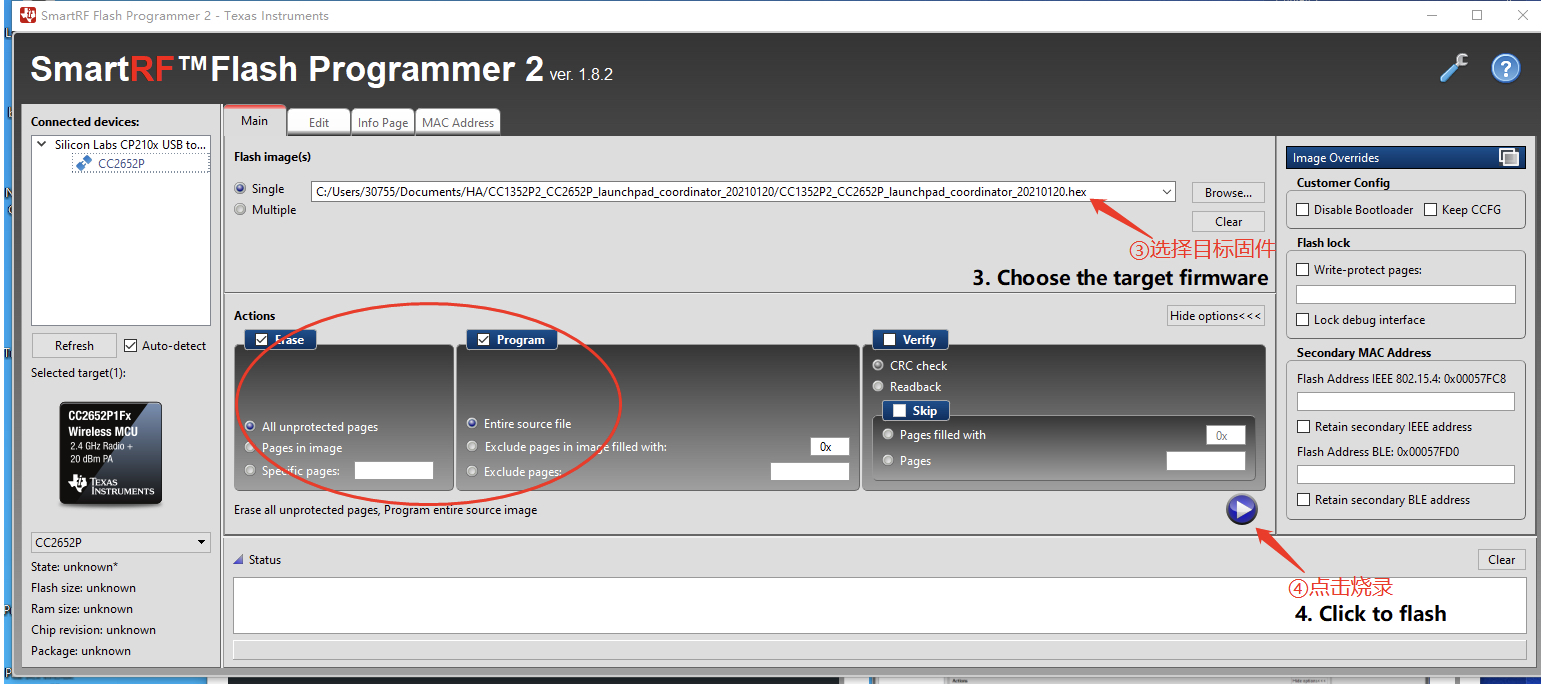 SmartRF Flash Programmer 2 - Texas Instruments
SmartRF™Flash Programmer 2 ver. 1.8.2
Connected devices:
Silicon Labs CP210x USB to...
CC2652P
Refresh
Auto-detect
Selected target(1):
CC2652P1Fx
Wireless MCU
2.4 GHz Radio +
20 dBm PA
TEXAS
INSTRUMENTS
CC2652P
State: unknown*
Flash size: unknown
Ram size: unknown
Chip revision: unknown
Package: unknown
Main
Edit
Info Page
MAC Address
Flash image(s)
Single
C:/Users/30755/Documents/HA/CC1352P2_CC2652P_launchpad_coordinator_20210120/CC1352P2_CC2652P_launchpad_coordinator_20210120.hex
Browse...
Multiple
Clear
③选择目标固件
3. Choose the target firmware
Actions
Hide options<<<
Erase
All unprotected pages
Pages in image
Specific pages:
Program
Entire source file
Exclude pages in image filled with:
0x
Exclude pages:
Verify
CRC check
Readback
Skip
Pages filled with
0x
Pages
Erase all unprotected pages, Program entire source image
Status
Clear
④点击烧录
4. Click to flash
Image Overrides
Customer Config
Disable Bootloader
Keep CCFG
Flash lock
Write-protect pages:
Lock debug interface
Secondary MAC Address
Flash Address IEEE 802.15.4: 0x00057FC8
Retain secondary IEEE address
Flash Address BLE: 0x00057FD0
Retain secondary BLE address